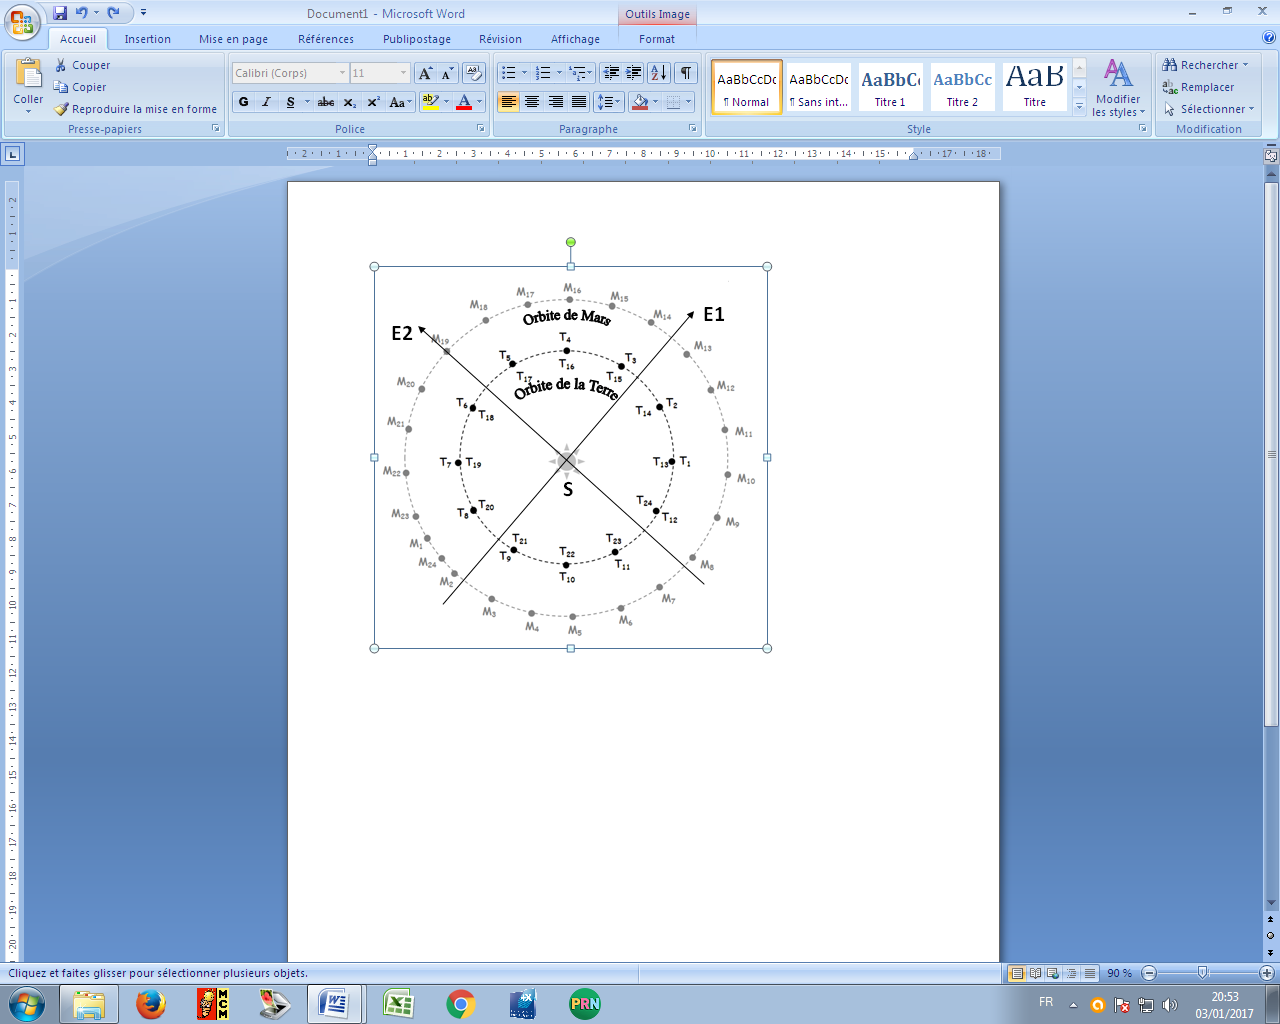 Document1 - Microsoft Word
Outils Image
Accueil
Insertion
Mise en page
Références
Publipostage
Révision
Affichage
Format
Coller
Couper
Copier
Reproduire la mise en forme
Presse-papiers
Calibri (Corps)
11
Police
Paragraphe
AaBbCcDc
¶ Normal
AaBbCcDc
¶ Sans int...
AaBbC
Titre 1
AaBbCc
Titre 2
AaB
Titre
Modifier
les styles
Style
Rechercher
Remplacer
Sélectionner
Modification
M16
M17
M15
M18
M14
E1
E2
Orbite de Mars
M19
M13
T4
T5
T3
T16
T17
T15
Orbite de la Terre
M20
M12
T6
T18
T14
T2
M21
M11
T7
T19
T13
T1
M22
M10
S
T20
T8
T24
T12
M23
M9
M1
T21
T9
T22
T10
T23
T11
M24
M8
M2
M3
M7
M4
M5
M6
Cliquez et faites glisser pour sélectionner plusieurs objets.
90 %
MCM
PRN
FR
20:53
03/01/2017